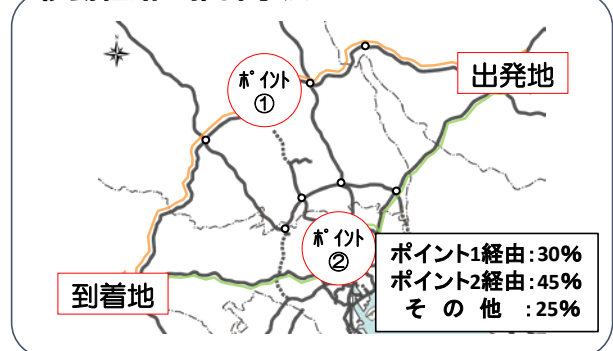 ﾎﾟｲﾝﾄ
①
出発地
ﾎﾟｲﾝﾄ
②
ポイント1経由:30%
ポイント2経由:45%
そ の 他 :25%
到着地